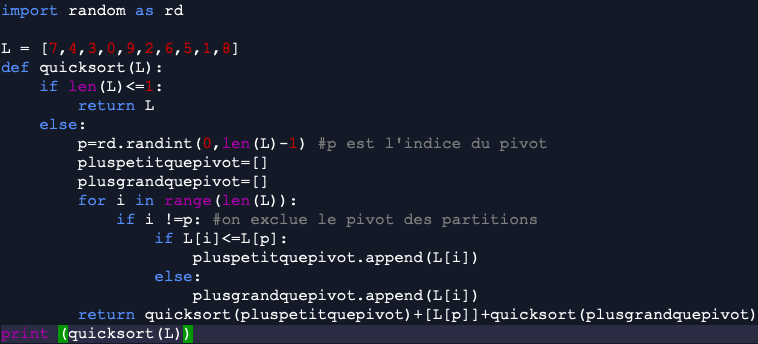 import random as rd
L = [7,4,3,0,9,2,6,5,1,8]
def quicksort(L):
    if len(L)<=1:
        return L
    else:
        p=rd.randint(0,len(L)-1) #p est l'indice du pivot
        pluspetitquepivot=[]
        plusgrandquepivot=[]
        for i in range(len(L)):
            if i !=p: #on exclue le pivot des partitions
                if L[i]<=L[p]:
                    pluspetitquepivot.append(L[i])
                else:
                    plusgrandquepivot.append(L[i])
        return quicksort(pluspetitquepivot)+[L[p]]+quicksort(plusgrandquepivot)
print (quicksort(L))